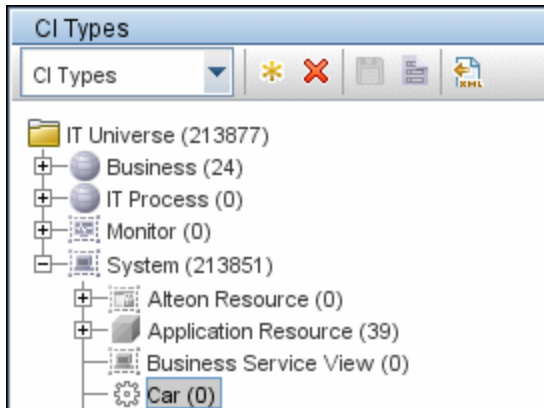 CI Types
CI Types
XML
IT Universe (213877)
Business (24)
IT Process (0)
Monitor (0)
System (213851)
Alteon Resource (0)
Application Resource (39)
Business Service View (0)
Car (0)